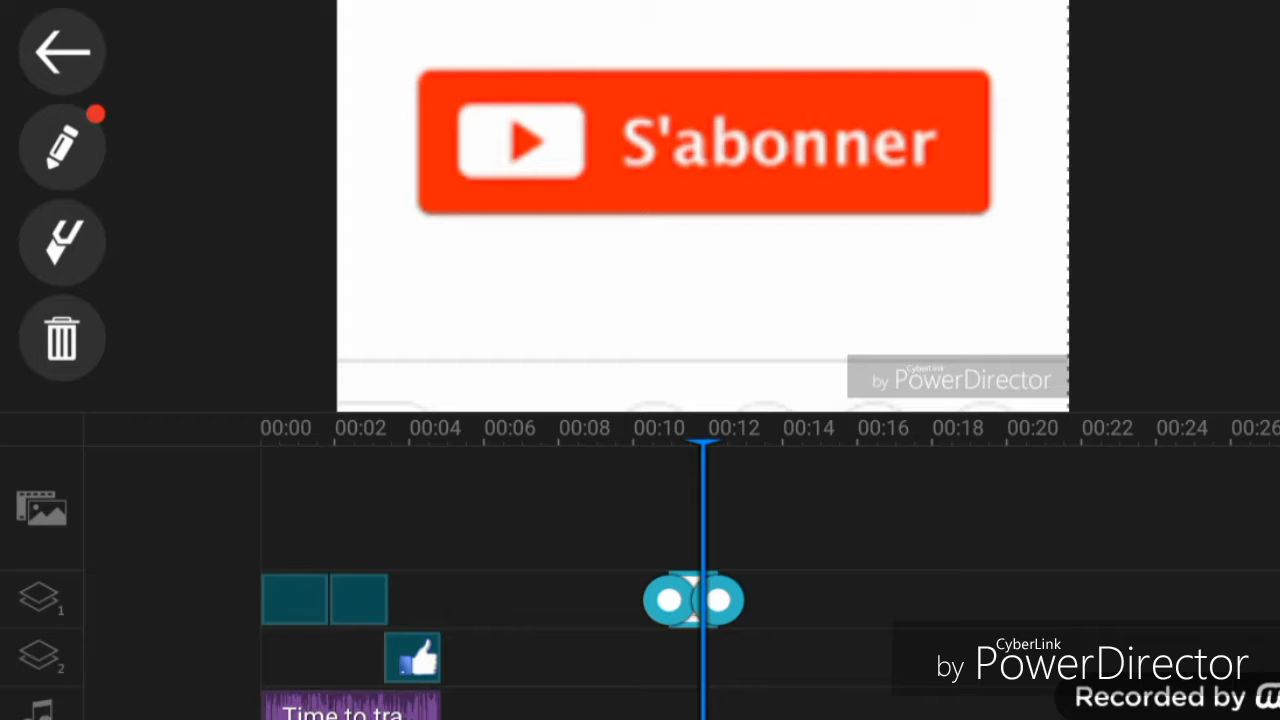 S'abonner
CyberLink
by PowerDirector
00:00 00:02 00:04 00:06 00:08 00:10 00:12 00:14 00:16 00:18 00:20 00:22 00:24 00:26
1
2
CyberLink
by PowerDirector
Recorded by
Time to tra